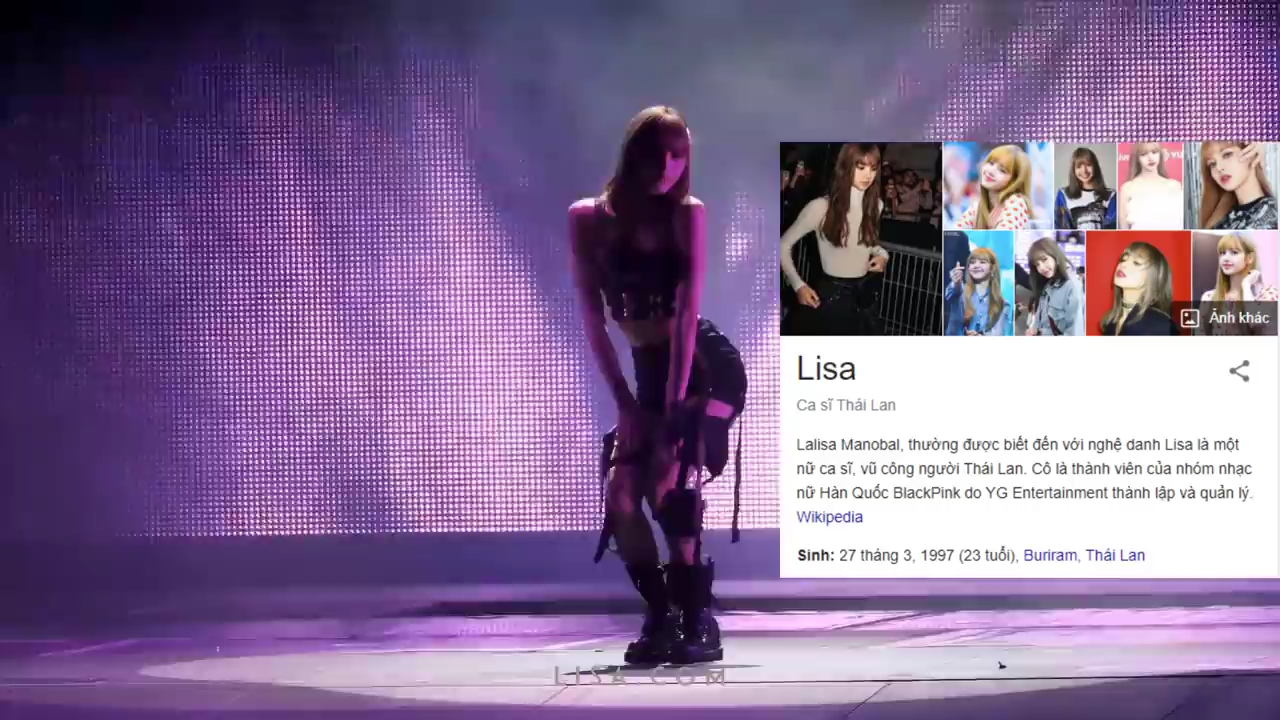 Ảnh khác
Lisa
Ca sĩ Thái Lan
Lalisa Manobal, thường được biết đến với nghệ danh Lisa là một
nữ ca sĩ, vũ công người Thái Lan. Cô là thành viên của nhóm nhạc
nữ Hàn Quốc BlackPink do YG Entertainment thành lập và quản lý.
Wikipedia
Sinh: 27 tháng 3, 1997 (23 tuổi), Buriram, Thái Lan
LISA.COM